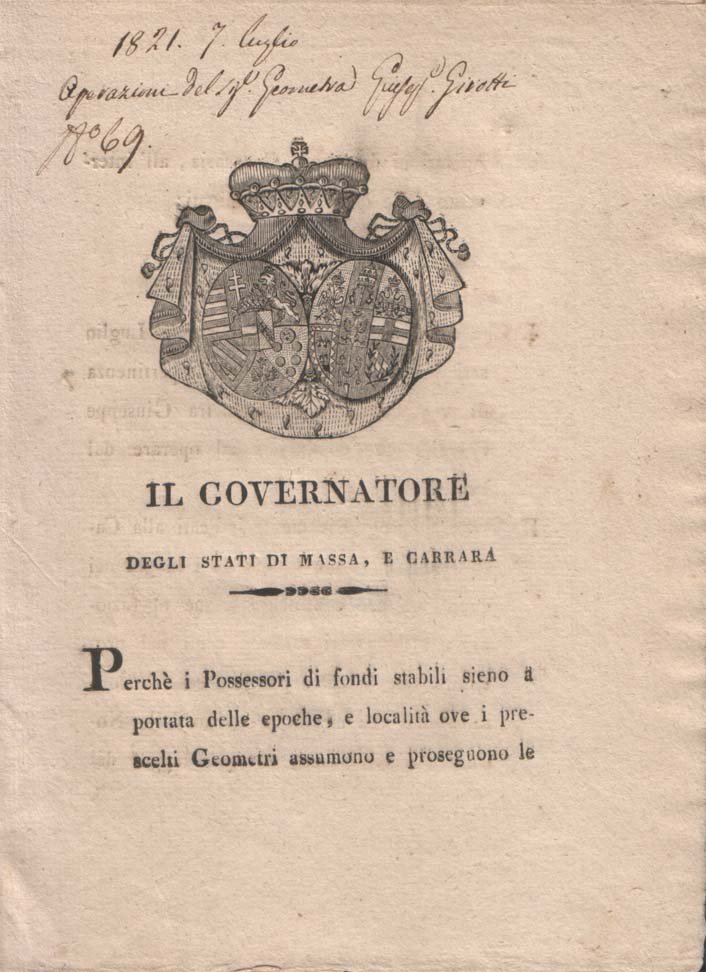 1821. 7. luglio
Operazioni del Sig.r Geometra Giusep.e Girotti
N.o 69.
IL GOVERNATORE
DEGLI STATI DI MASSA, E CARRARA
Perchè i Possessori di fondi stabili sieno a
portata delle epoche, e località ove i pre-
scelti Geometri assumono e proseguono le